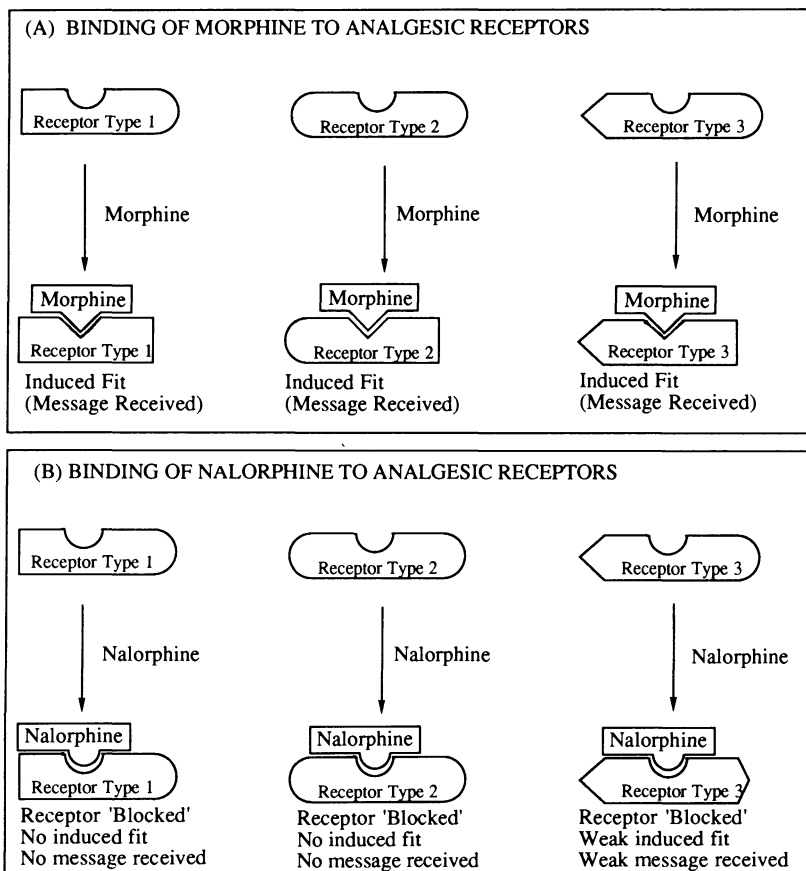 (A) BINDING OF MORPHINE TO ANALGESIC RECEPTORS
Receptor Type 1
Receptor Type 2
Receptor Type 3
Morphine
Morphine
Morphine
Morphine
Morphine
Morphine
Receptor Type 1
Receptor Type 2
Receptor Type 3
Induced Fit
(Message Received)
Induced Fit
(Message Received)
Induced Fit
(Message Received)
(B) BINDING OF NALORPHINE TO ANALGESIC RECEPTORS
Receptor Type 1
Receptor Type 2
Receptor Type 3
Nalorphine
Nalorphine
Nalorphine
Nalorphine
Nalorphine
Nalorphine
Receptor Type 1
Receptor Type 2
Receptor Type 3
Receptor 'Blocked'
No induced fit
No message received
Receptor 'Blocked'
No induced fit
No message received
Receptor 'Blocked'
Weak induced fit
Weak message received